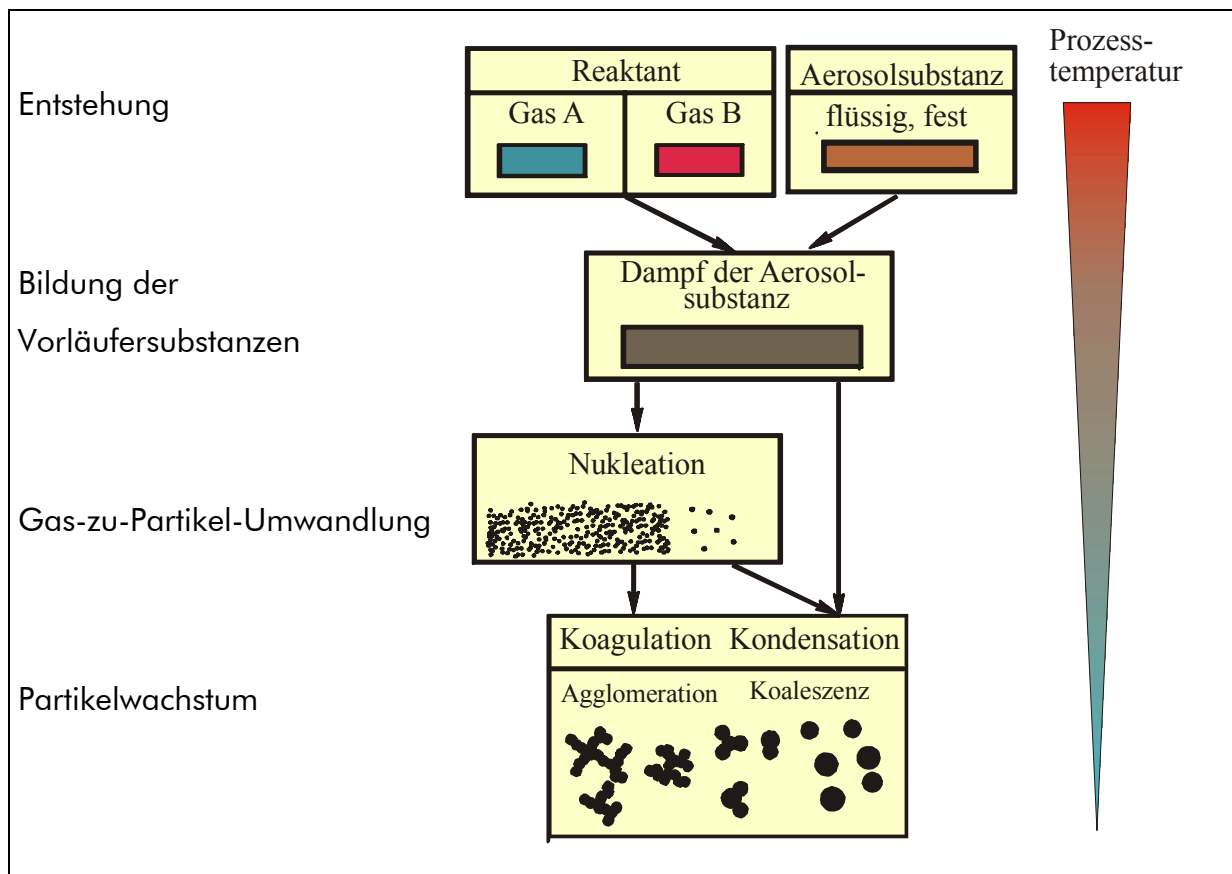 Prozess-
temperatur
Entstehung
Reaktant
Gas A
Gas B
Aerosolsubstanz
flüssig, fest
Bildung der
Vorläufersubstanzen
Dampf der Aerosol-
substanz
Gas-zu-Partikel-Umwandlung
Nukleation
Partikelwachstum
Koagulation
Kondensation
Agglomeration
Koaleszenz